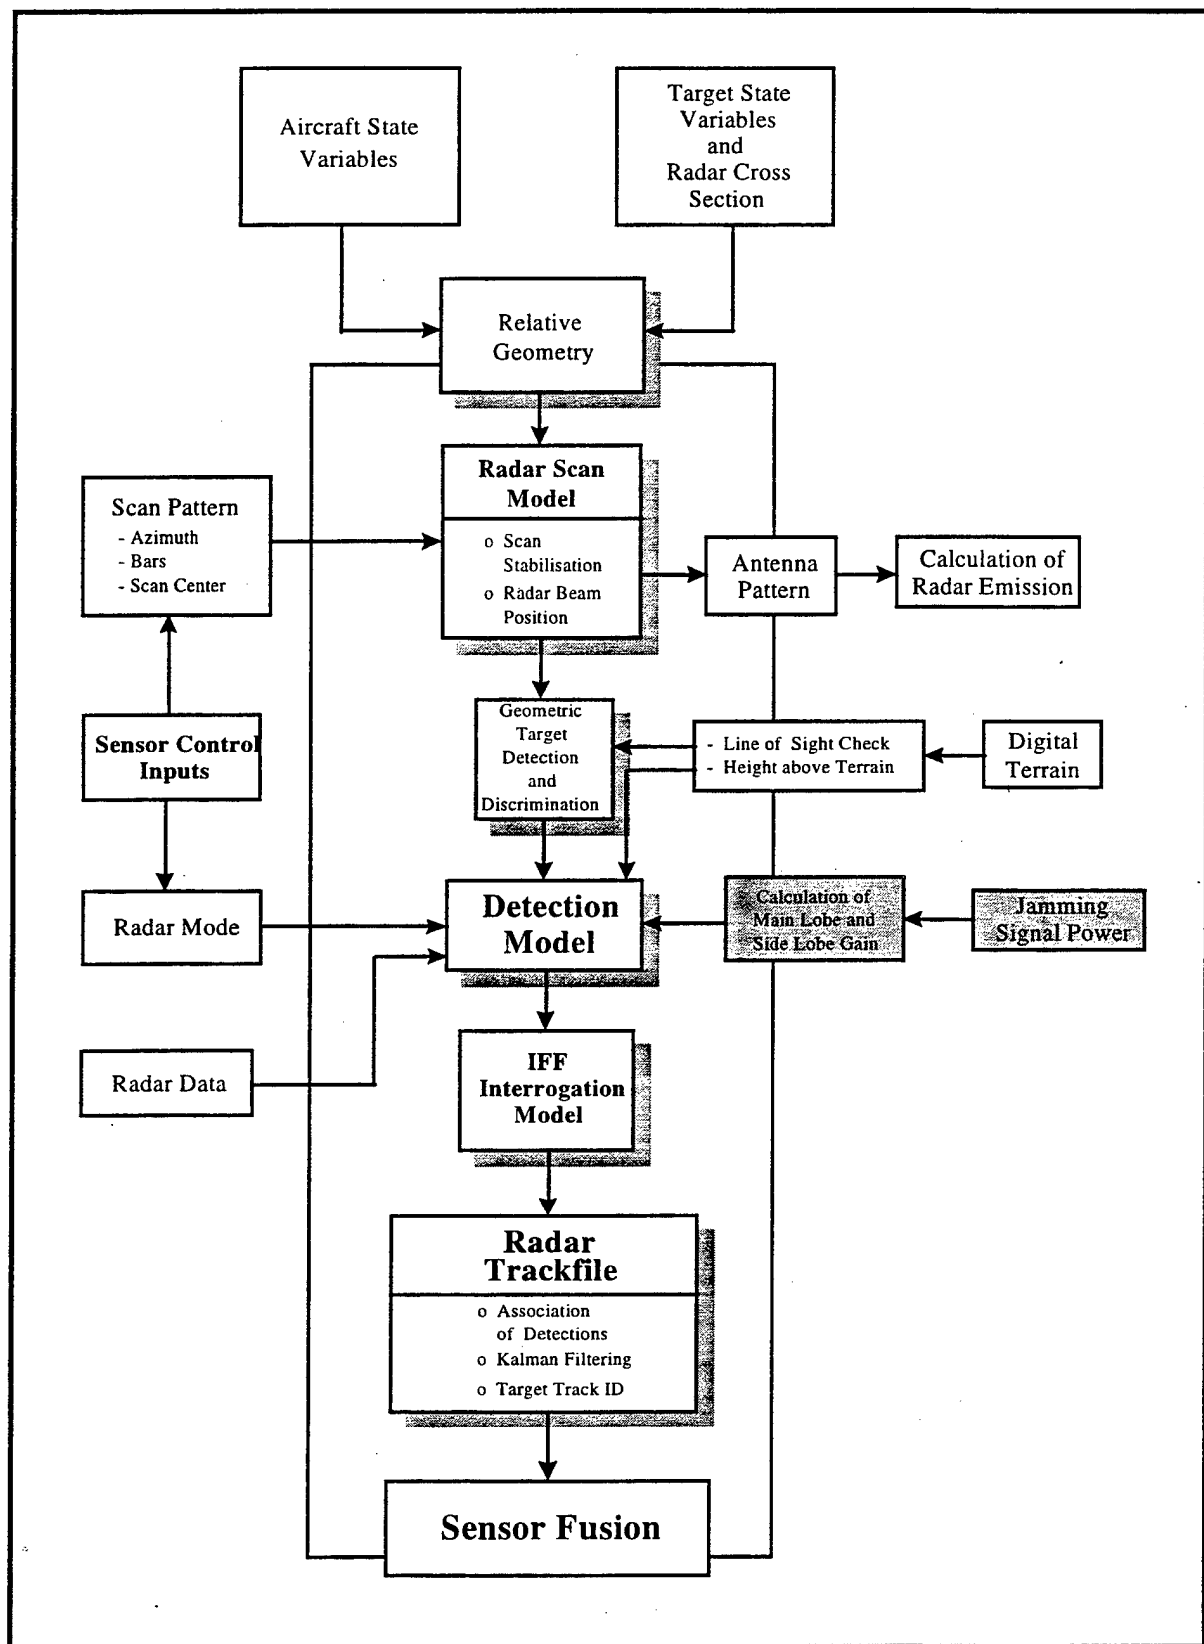 Aircraft State
Variables
Target State
Variables
and
Radar Cross
Section
Relative
Geometry
Radar Scan
Model
o Scan
Stabilisation
o Radar Beam
Position
Scan Pattern
- Azimuth
- Bars
- Scan Center
Antenna
Pattern
Calculation of
Radar Emission
Sensor Control
Inputs
Geometric
Target
Detection
and
Discrimination
- Line of Sight Check
- Height above Terrain
Digital
Terrain
Radar Mode
Detection
Model
Calculation of
Main Lobe and
Side Lobe Gain
Jamming
Signal Power
Radar Data
IFF
Interrogation
Model
Radar
Trackfile
o Association
of Detections
o Kalman Filtering
o Target Track ID
Sensor Fusion